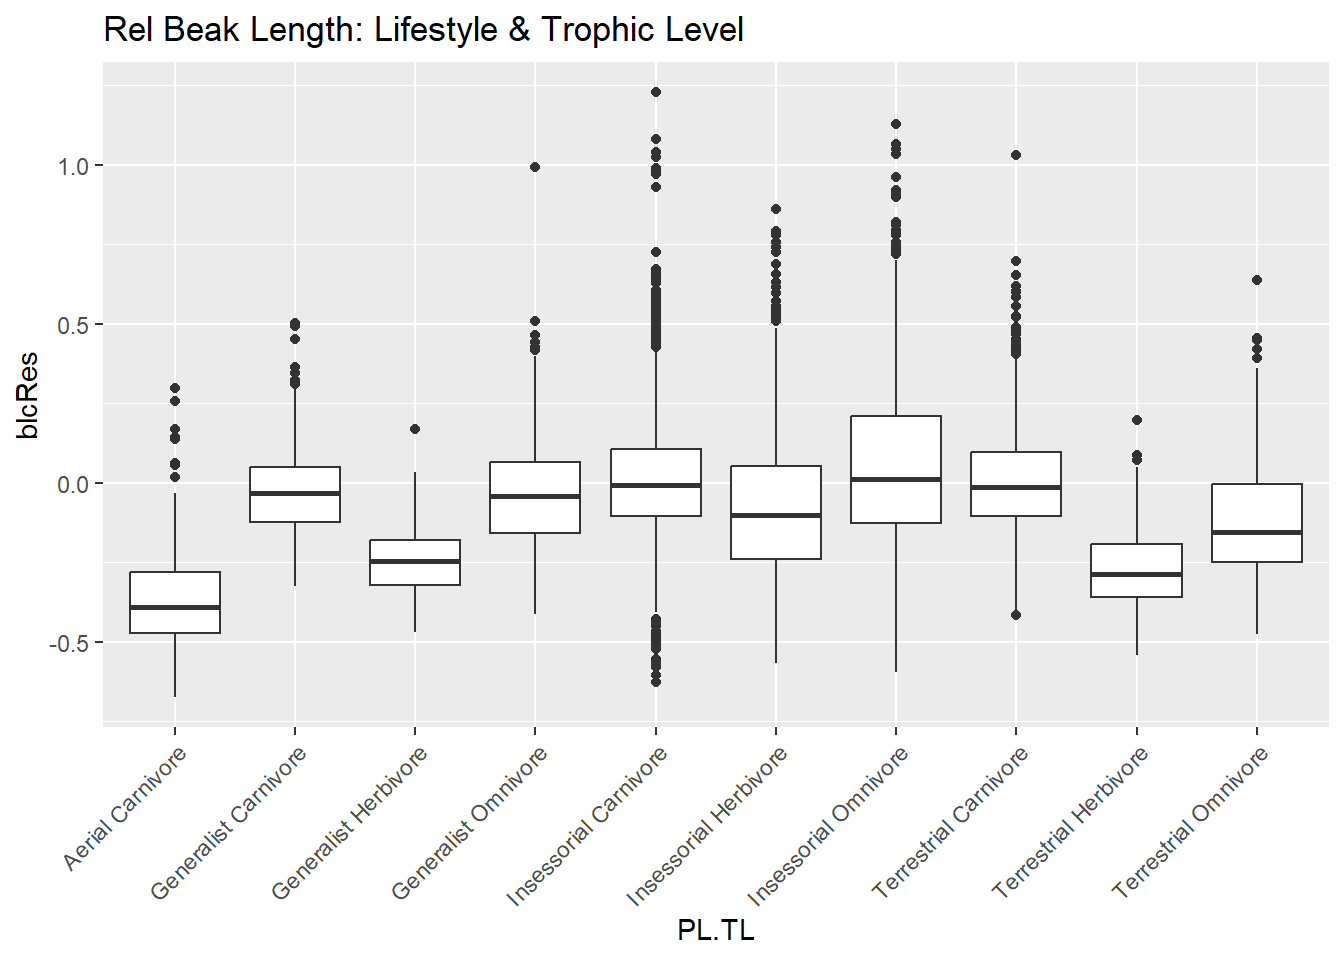 Rel Beak Length: Lifestyle & Trophic Level
blcRes
1.0
0.5
0.0
-0.5
Aerial Carnivore
Generalist Carnivore
Generalist Herbivore
Generalist Omnivore
Insessorial Carnivore
Insessorial Herbivore
Insessorial Omnivore
Terrestrial Carnivore
Terrestrial Herbivore
Terrestrial Omnivore
PL.TL